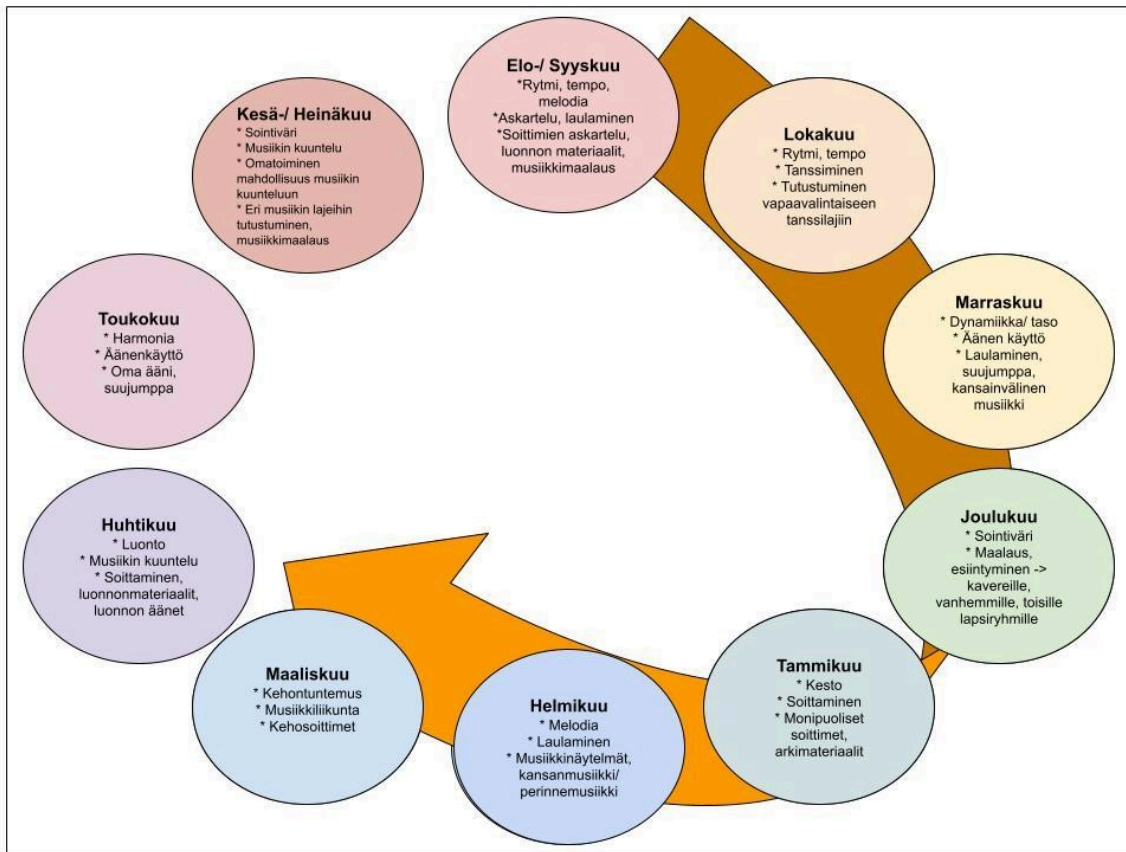 Elo-/ Syyskuu
*Rytmi, tempo,
melodia
*Askartelu, laulaminen
*Soittimien askartelu,
luonnon materiaalit,
musiikkimaalaus
Lokakuu
* Rytmi, tempo
* Tanssiminen
* Tutustuminen
vapaavalintaiseen
tanssilajiin
Marraskuu
* Dynamiikka/ taso
* Äänen käyttö
* Laulaminen,
suujumppa,
kansainvälinen
musiikki
Joulukuu
* Sointiväri
* Maalaus,
esiintyminen ->
kavereille,
vanhemmille, toisille
lapsiryhmille
Tammikuu
* Kesto
* Soittaminen
* Monipuoliset
soittimet,
arkimateriaalit
Helmikuu
* Melodia
* Laulaminen
* Musiikkinäytelmät,
kansanmusiikki/
perinnemusiikki
Maaliskuu
* Kehontuntemus
* Musiikkiliikunta
* Kehosoittimet
Huhtikuu
* Luonto
* Musiikin kuuntelu
* Soittaminen,
luonnonmateriaalit,
luonnon äänet
Toukokuu
* Harmonia
* Äänenkäyttö
* Oma ääni,
suujumppa
Kesä-/ Heinäkuu
* Sointiväri
* Musiikin kuuntelu
* Omatoiminen
mahdollisuus musiikin
kuunteluun
* Eri musiikin lajeihin
tutustuminen,
musiikkimaalaus